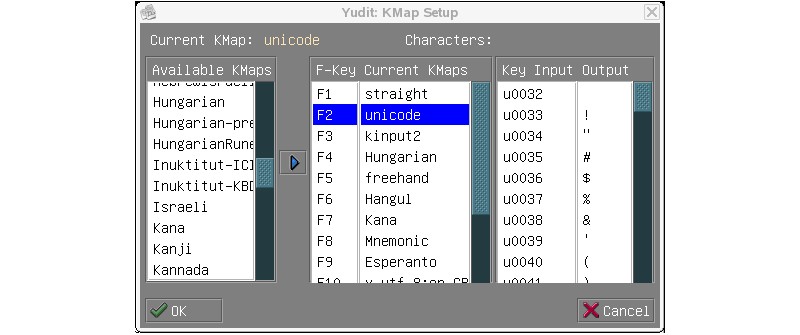 Yudit: KMap Setup
Current KMap: unicode
Characters:
Available KMaps
Hungarian
Hungarian-pre
HungarianRune
Inuktitut-ICI
Inuktitut-KBD
Israeli
Kana
Kanji
Kannada
F-Key Current KMaps
F1 straight
F2 unicode
F3 kinput2
F4 Hungarian
F5 freehand
F6 Hangul
F7 Kana
F8 Mnemonic
F9 Esperanto
F10
Key Input Output
u0032
u0033 !
u0034 "
u0035 #
u0036 $
u0037 %
u0038 &
u0039 '
u0040 (
u0041 )
OK
Cancel